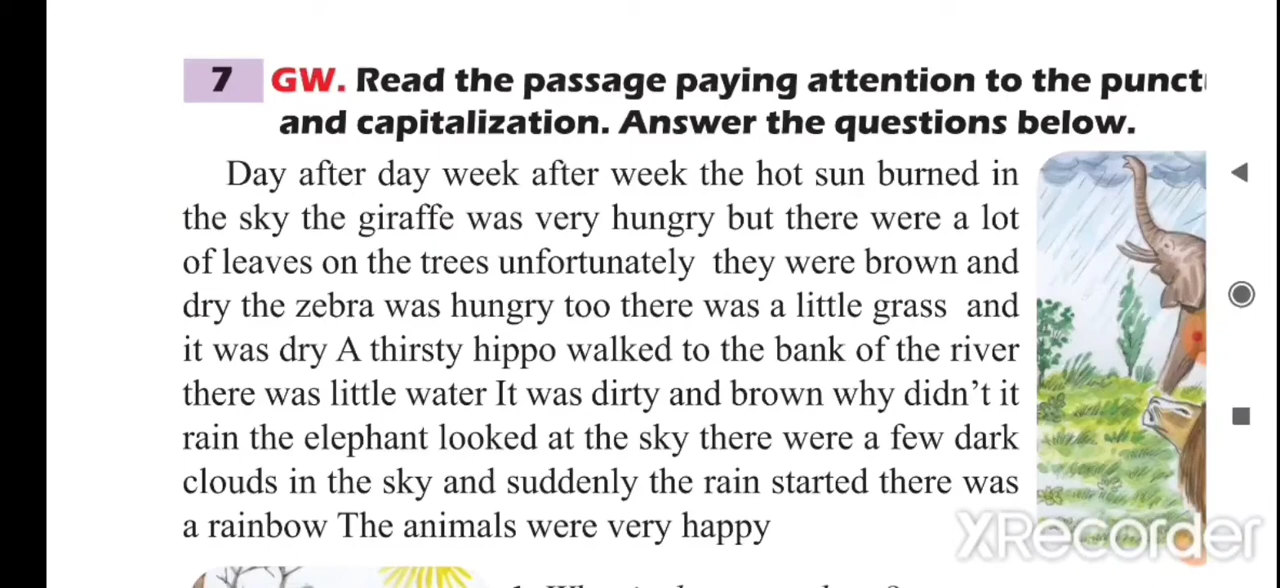 7 GW. Read the passage paying attention to the punct
and capitalization. Answer the questions below.
Day after day week after week the hot sun burned in
the sky the giraffe was very hungry but there were a lot
of leaves on the trees unfortunately they were brown and
dry the zebra was hungry too there was a little grass and
it was dry A thirsty hippo walked to the bank of the river
there was little water It was dirty and brown why didn't it
rain the elephant looked at the sky there were a few dark
clouds in the sky and suddenly the rain started there was
a rainbow The animals were very happy
XRecorder